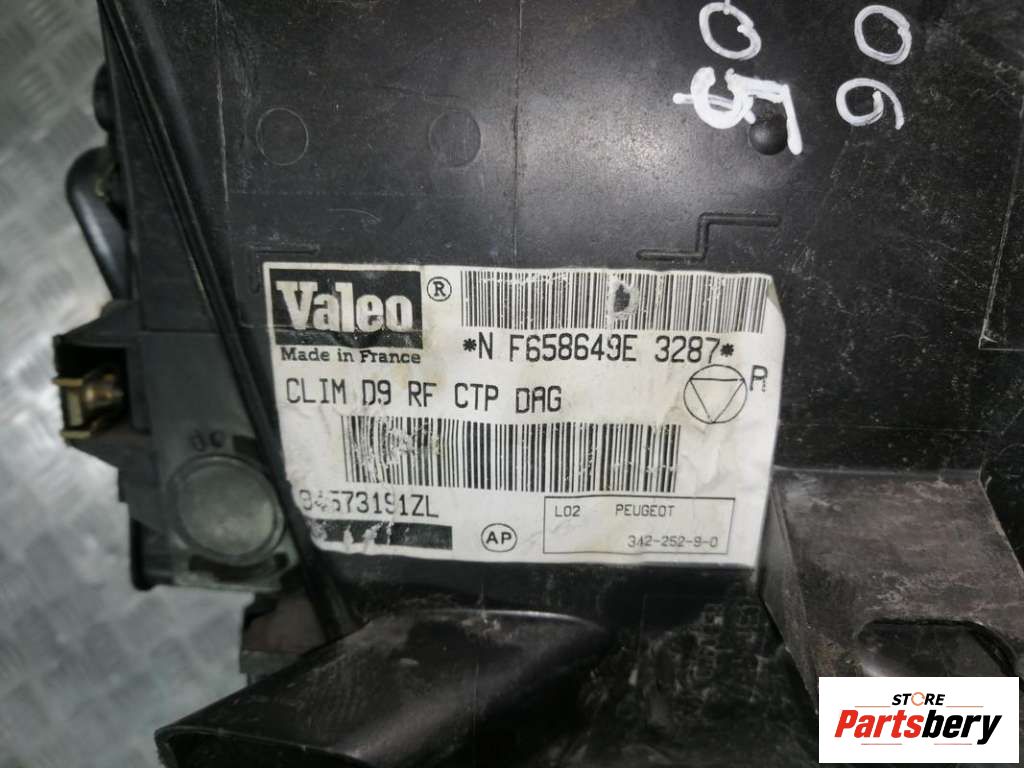 Valeo ®
Made in France
*N F658649E 3287*
CLIM D9 RF CTP DAG
R
94573191ZL
AP
L02 PEUGEOT
342-252-9-0
STORE
Partsbery